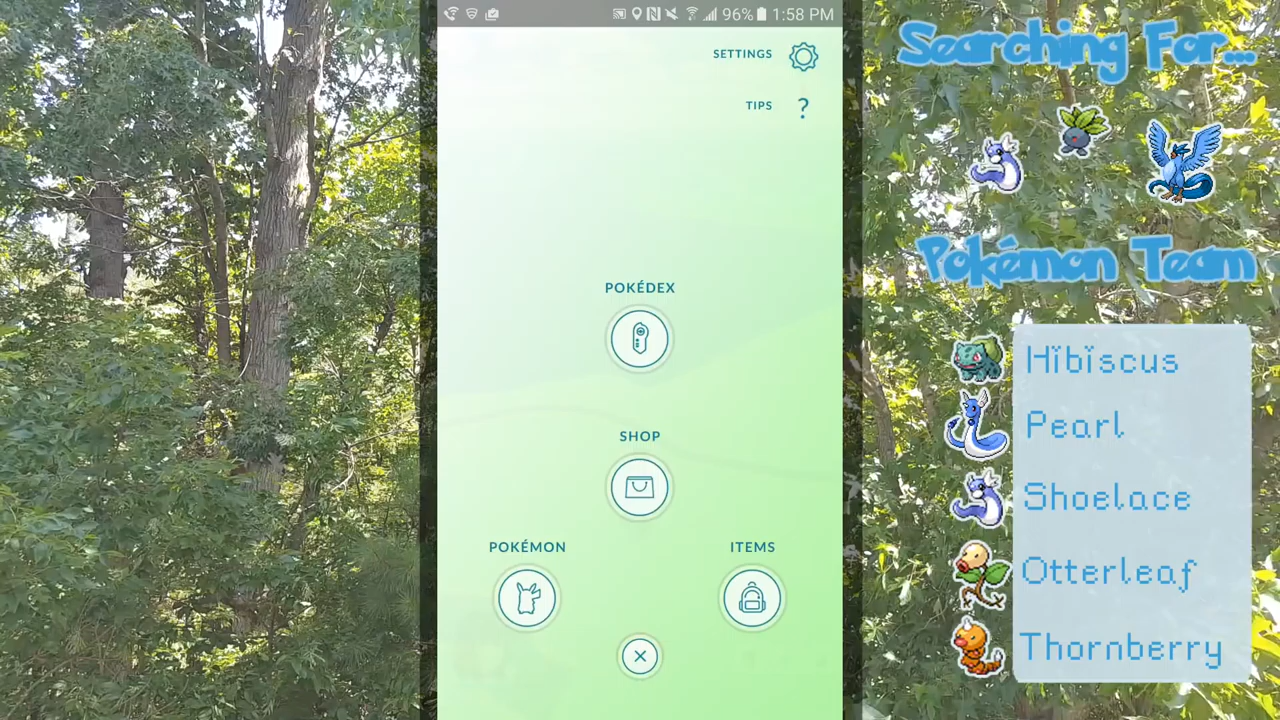 96% 1:58 PM
SETTINGS
TIPS ?
POKÉDEX
SHOP
POKÉMON
ITEMS
Searching For...
Pokémon Team
Hibiscus
Pearl
Shoelace
Otterleaf
Thornberry